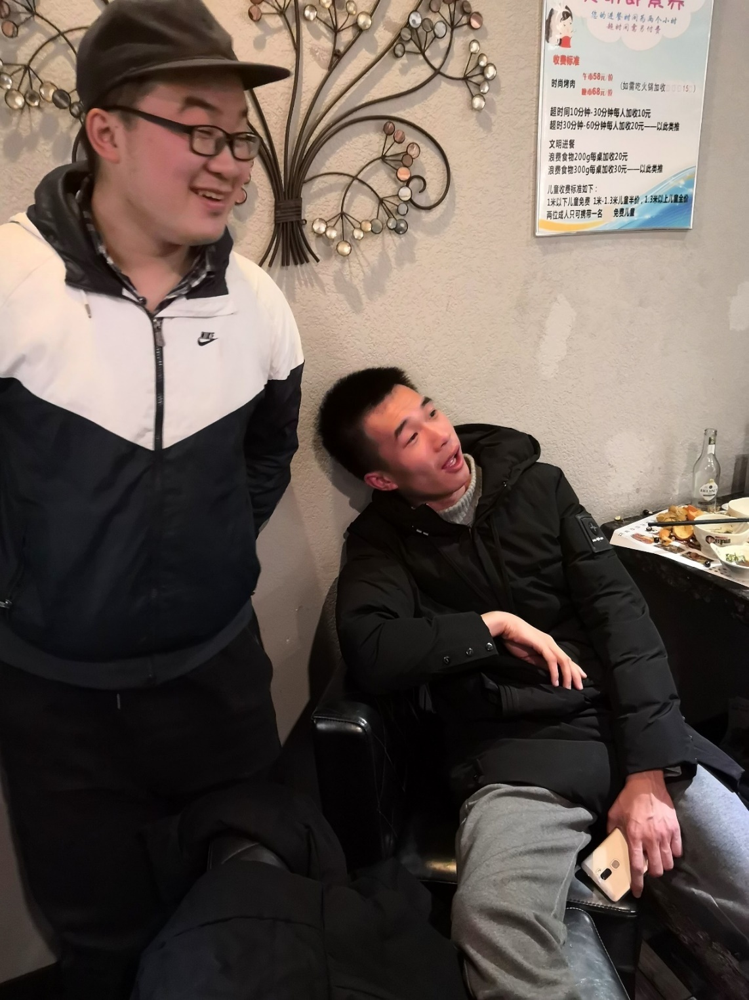 您的进餐时间为两个小时
超时间需另付费
收费标准
午市58元/位
时尚烤肉
晚市68元/位
(如需吃火锅加收 15 )
超时间10分钟-30分钟每人加收10元
超时30分钟-60分钟每人加收20元——以此类推
文明进餐
浪费食物200g每桌加收20元
浪费食物300g每桌加收30元——以此类推
儿童收费标准如下：
1米以下儿童免费 1米-1.3米儿童半价，1.3米以上儿童全价
两位成人只可携带一名 免费儿童
NIKE